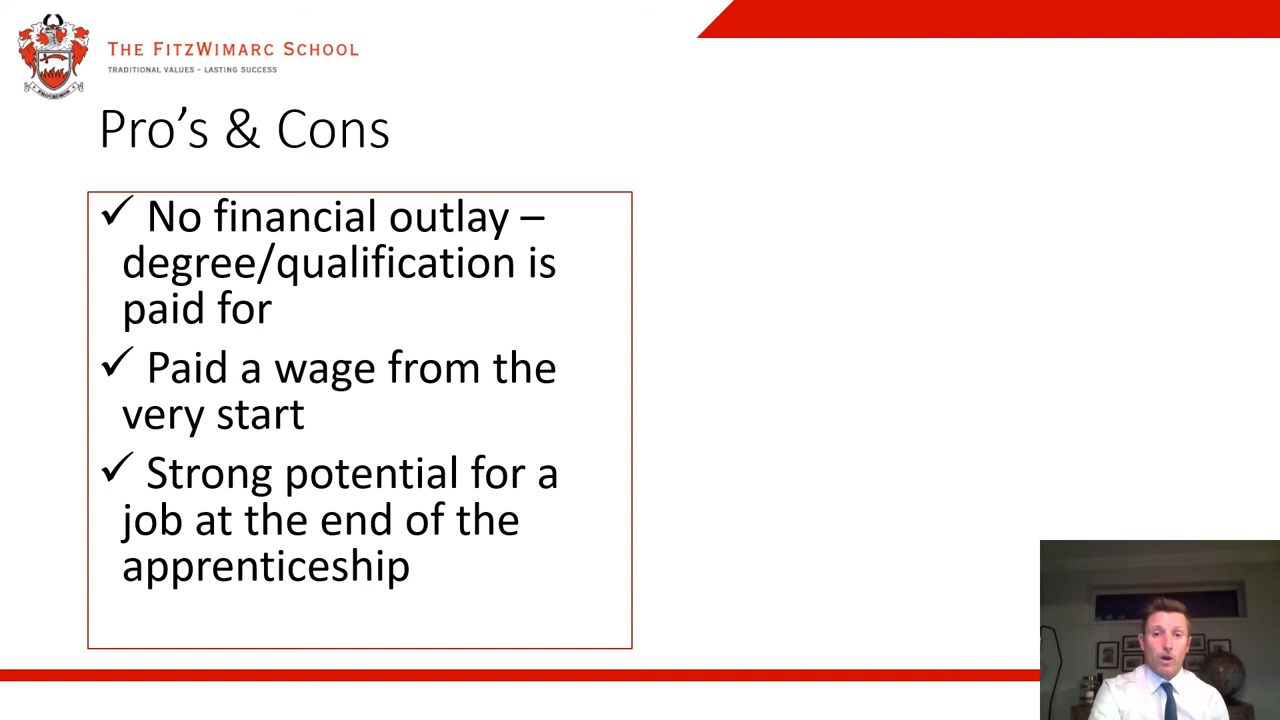 THE FITZWIMARC SCHOOL
TRADITIONAL VALUES - LASTING SUCCESS
Pro’s & Cons
✓ No financial outlay –
degree/qualification is
paid for
✓ Paid a wage from the
very start
✓ Strong potential for a
job at the end of the
apprenticeship